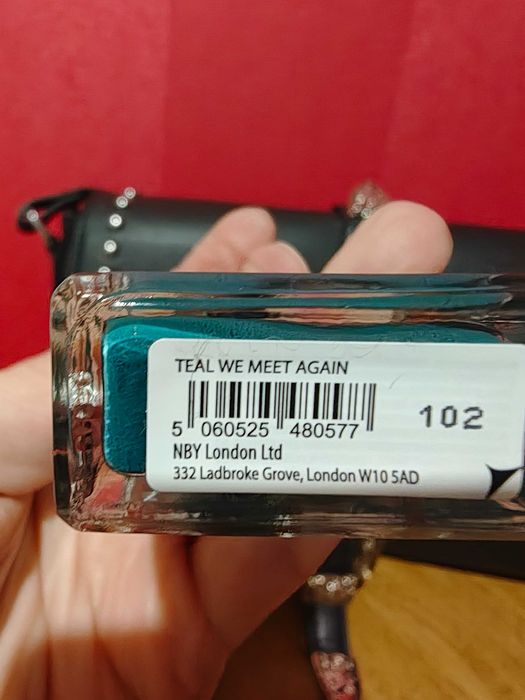 TEAL WE MEET AGAIN
5 060525 480577
102
NBY London Ltd
332 Ladbroke Grove, London W10 5AD